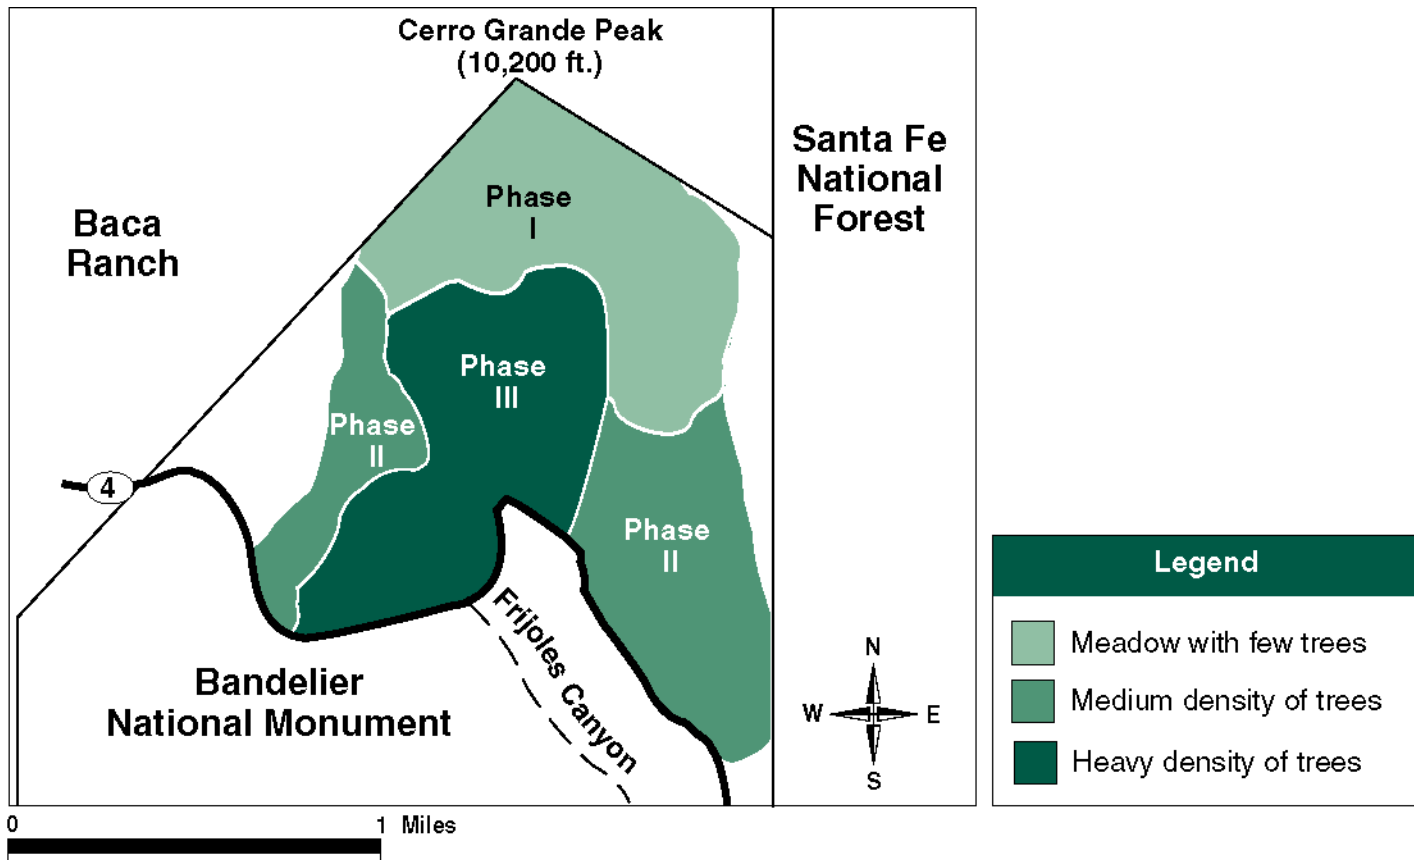 Cerro Grande Peak
(10,200 ft.)
Santa Fe
National
Forest
Phase
I
Baca
Ranch
Phase
III
Phase
II
4
Phase
II
Frijoles Canyon
Bandelier
National Monument
N
W E
S
Legend
Meadow with few trees
Medium density of trees
Heavy density of trees
0 1 Miles